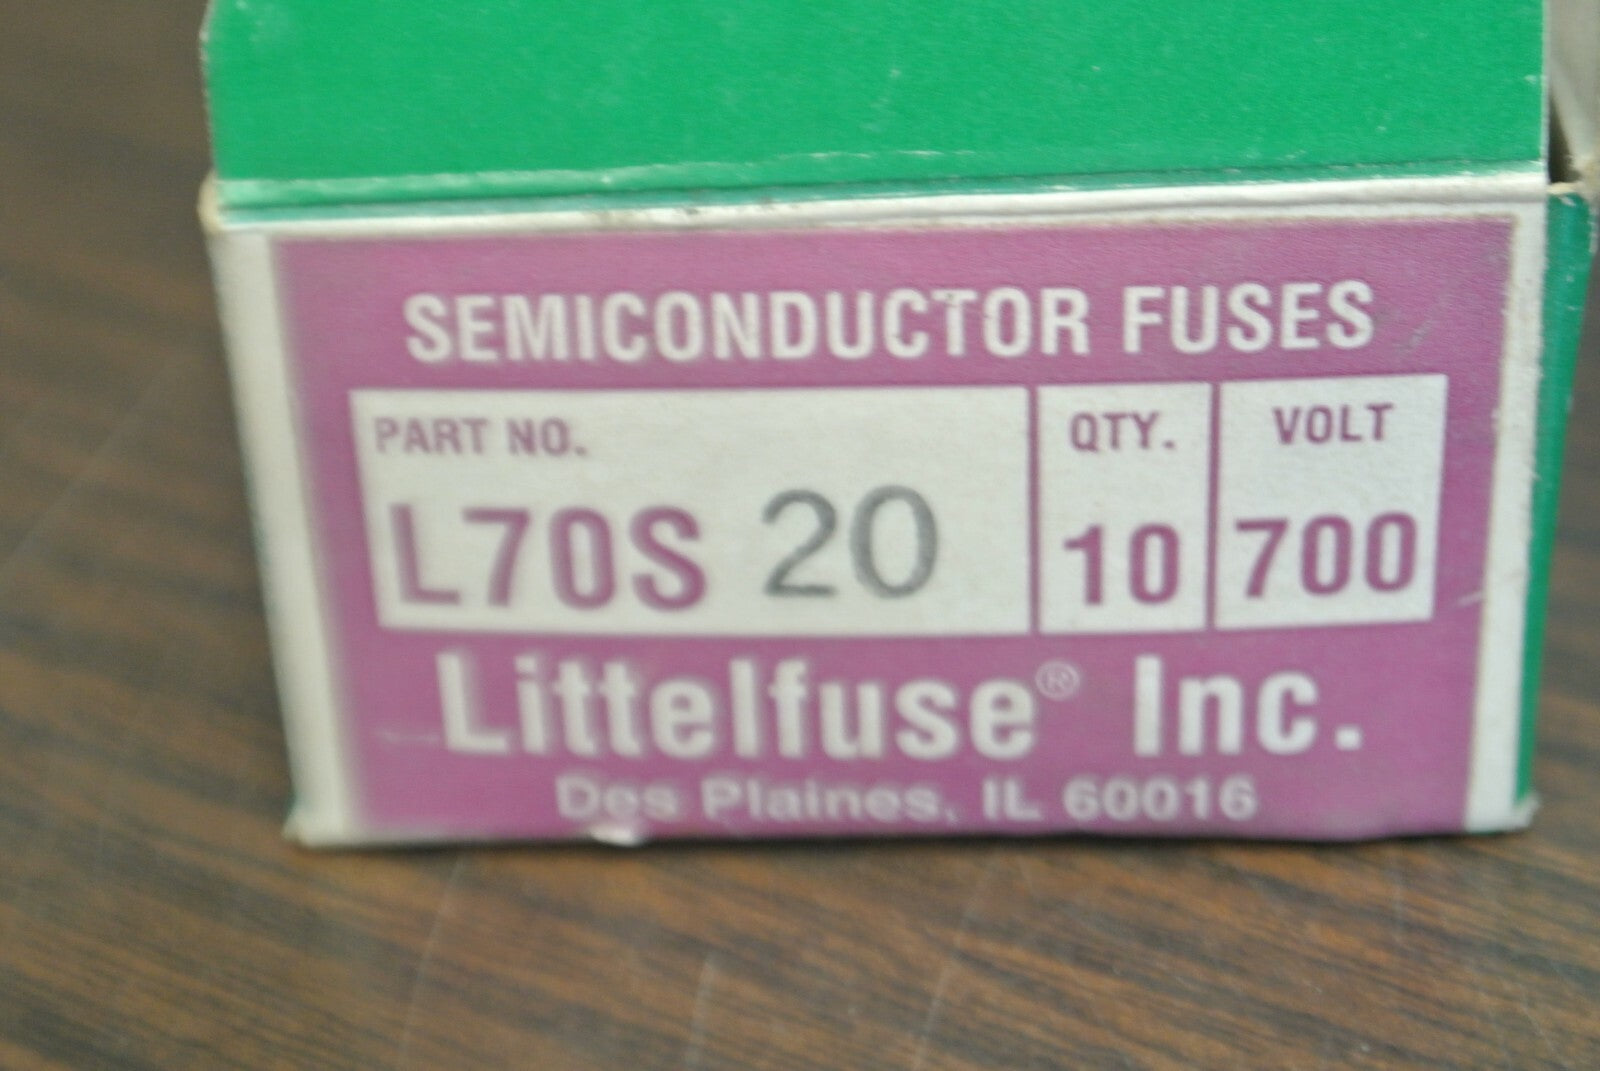 SEMICONDUCTOR FUSES
PART NO. QTY. VOLT
L70S 20 10 700
Littelfuse® Inc.
Des Plaines, IL 60016